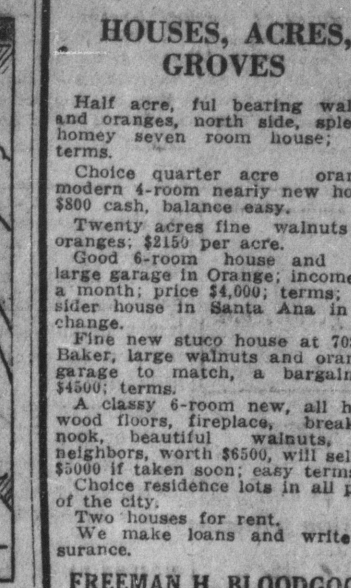 HOUSES, ACRES,
GROVES
Half acre, ful bearing wal
and oranges, north side, sple
homey seven room house;
terms.
Choice quarter acre oran
modern 4-room nearly new ho
$800 cash, balance easy.
Twenty acres fine walnuts
oranges; $2150 per acre.
Good 6-room house and
large garage in Orange; income
a month; price $4,000; terms;
sider house in Santa Ana in
change.
Fine new stuco house at 702
Baker, large walnuts and oran
garage to match, a bargain
$4500; terms.
A classy 6-room new, all h
wood floors, fireplace, break
nook, beautiful walnuts,
neighbors, worth $6500, will sel
$5000 if taken soon; easy terms
Choice residence lots in all p
of the city.
Two houses for rent.
We make loans and write
surance.
FREEMAN H. BLOODGO